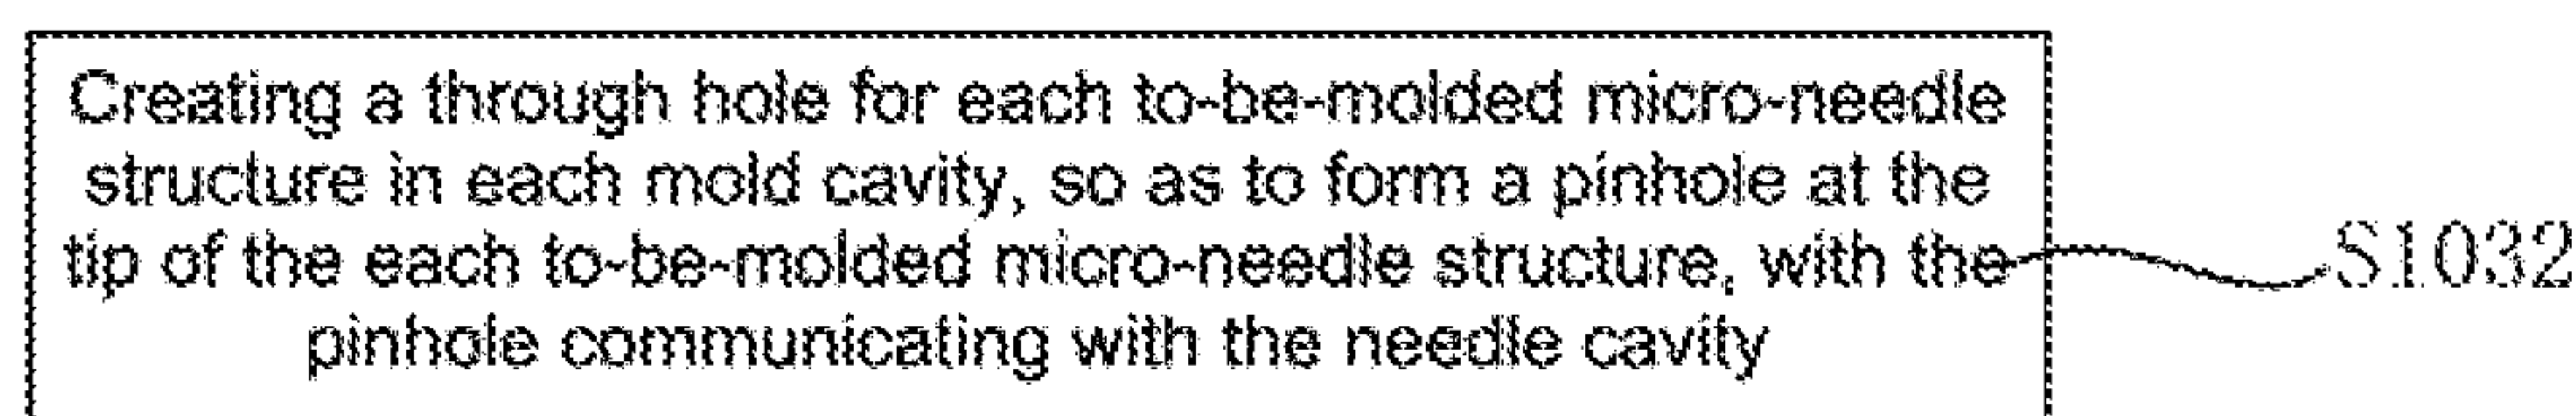 Creating a through hole for each to-be-molded micro-needle
structure in each mold cavity, so as to form a pinhole at the
tip of the each to-be-molded micro-needle structure, with the
pinhole communicating with the needle cavity
S1032